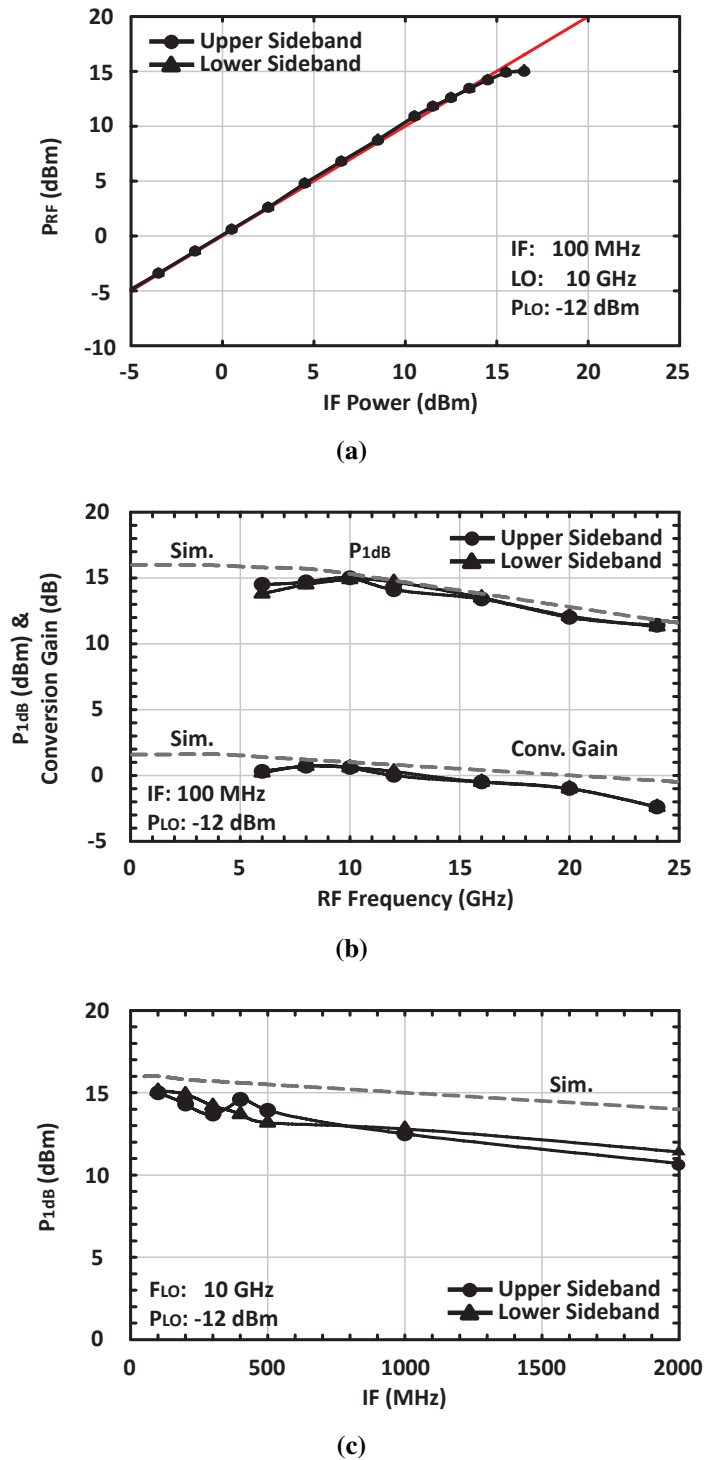 20
15
10
5
0
-5
-10
PRF (dBm)
Upper Sideband
Lower Sideband
IF: 100 MHz
LO: 10 GHz
PLO: -12 dBm
-5 0 5 10 15 20 25
IF Power (dBm)
(a)
20
15
10
5
0
-5
P1dB (dBm) &
Conversion Gain (dB)
Upper Sideband
Lower Sideband
Sim.
P1dB
Sim.
Conv. Gain
IF: 100 MHz
PLO: -12 dBm
0 5 10 15 20 25
RF Frequency (GHz)
(b)
20
15
10
5
0
P1dB (dBm)
Sim.
FLO: 10 GHz
PLO: -12 dBm
Upper Sideband
Lower Sideband
0 500 1000 1500 2000
IF (MHz)
(c)